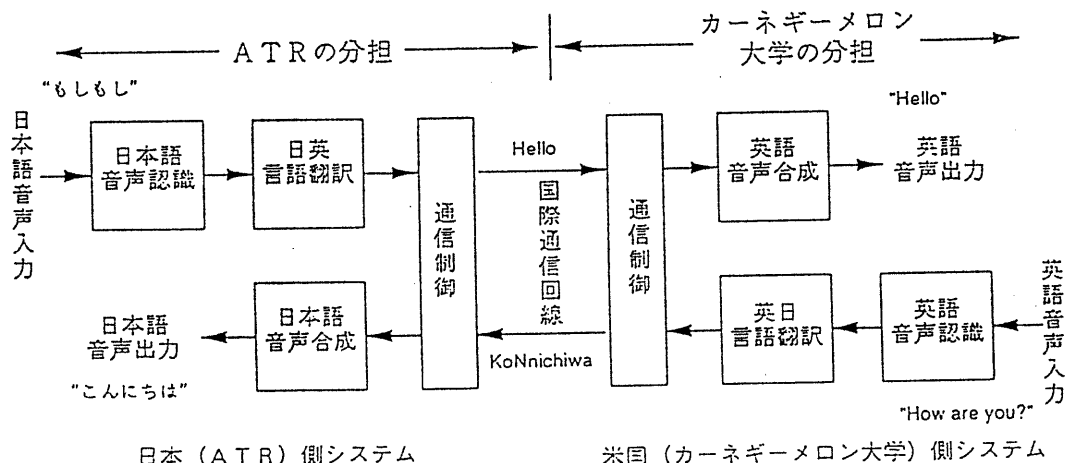 ATRの分担
カーネギーメロン
大学の分担
“もしもし”
"Hello"
日本語音声入力
日本語
音声認識
日英
言語翻訳
通信制御
Hello
国際通信回線
KoNnichiwa
通信制御
英語
音声合成
英語
音声出力
日本語
音声出力
日本語
音声合成
英日
言語翻訳
英語
音声認識
英語音声入力
“こんにちは”
"How are you?"
日本（ATR）側システム
米国（カーネギーメロン大学）側システム